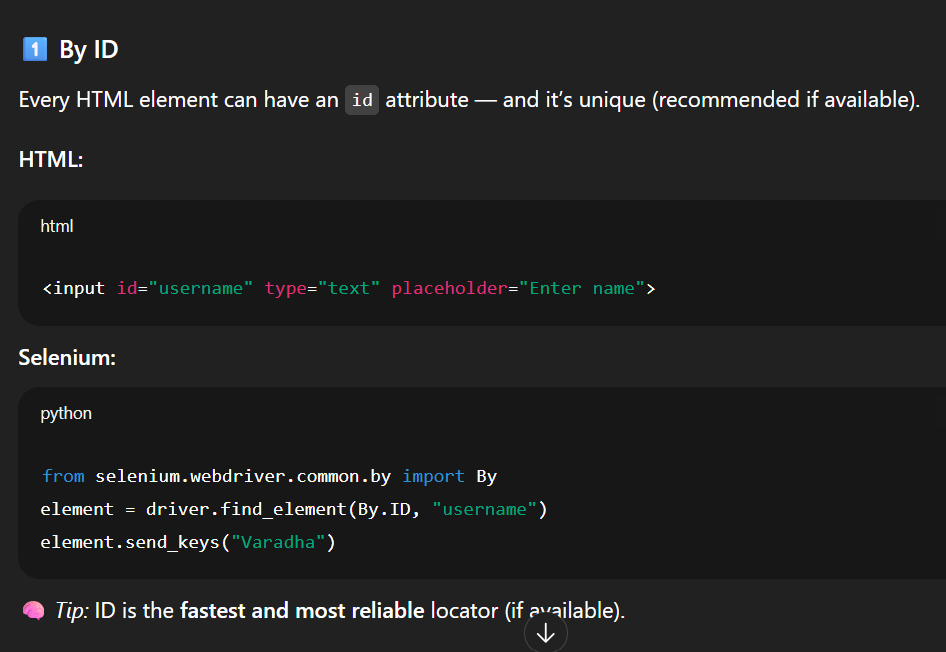 1 By ID
Every HTML element can have an id attribute — and it’s unique (recommended if available).
HTML:
html
<input id="username" type="text" placeholder="Enter name">
Selenium:
python
from selenium.webdriver.common.by import By
element = driver.find_element(By.ID, "username")
element.send_keys("Varadha")
🧠 Tip: ID is the fastest and most reliable locator (if available).